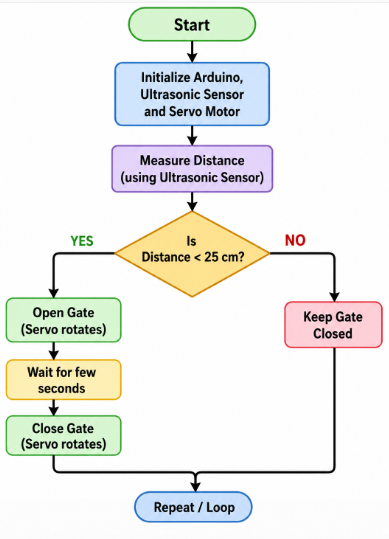 Start
Initialize Arduino,
Ultrasonic Sensor
and Servo Motor
Measure Distance
(using Ultrasonic Sensor)
Is
Distance < 25 cm?
YES
NO
Open Gate
(Servo rotates)
Wait for few
seconds
Close Gate
(Servo rotates)
Keep Gate
Closed
Repeat / Loop